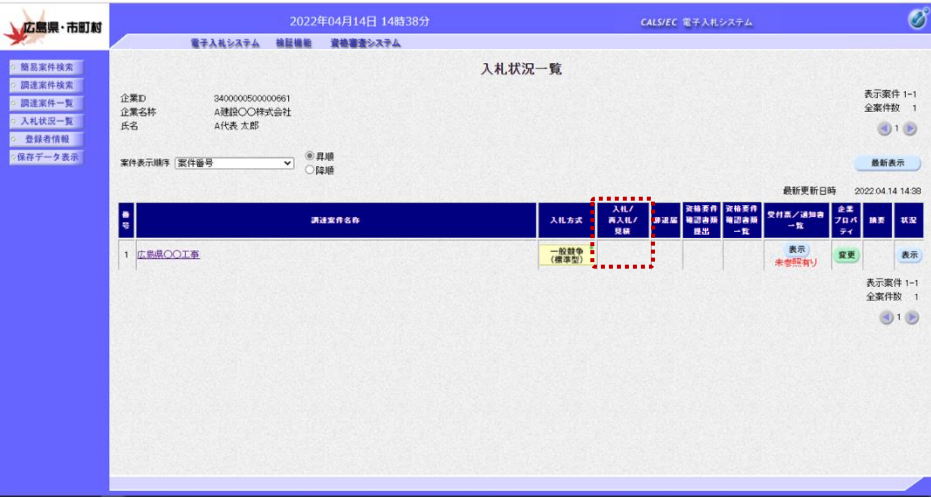 広島県・市町村
2022年04月14日 14時38分
CALS/EC 電子入札システム
電子入札システム 検証機能 資格審査システム
簡易案件検索
調達案件検索
調達案件一覧
入札状況一覧
登録者情報
保存データ表示
入札状況一覧
企業ID 3400000500000661
企業名称 A建設〇〇株式会社
氏名 A代表 太郎
表示案件 1-1
全案件数 1
1
案件表示順序 案件番号
昇順
降順
最新表示
最新更新日時 2022.04.14 14:38
番号
調達案件名称
入札方式
入札/
再入札/
見積
辞退届
資格要件
確認書類
提出
資格要件
確認書類
一覧
受付票/通知書
一覧
企業
プロパ
ティ
摘要
状況
1 広島県〇〇工事
一般競争
(標準型)
表示
未参照有り
変更
表示
表示案件 1-1
全案件数 1
1